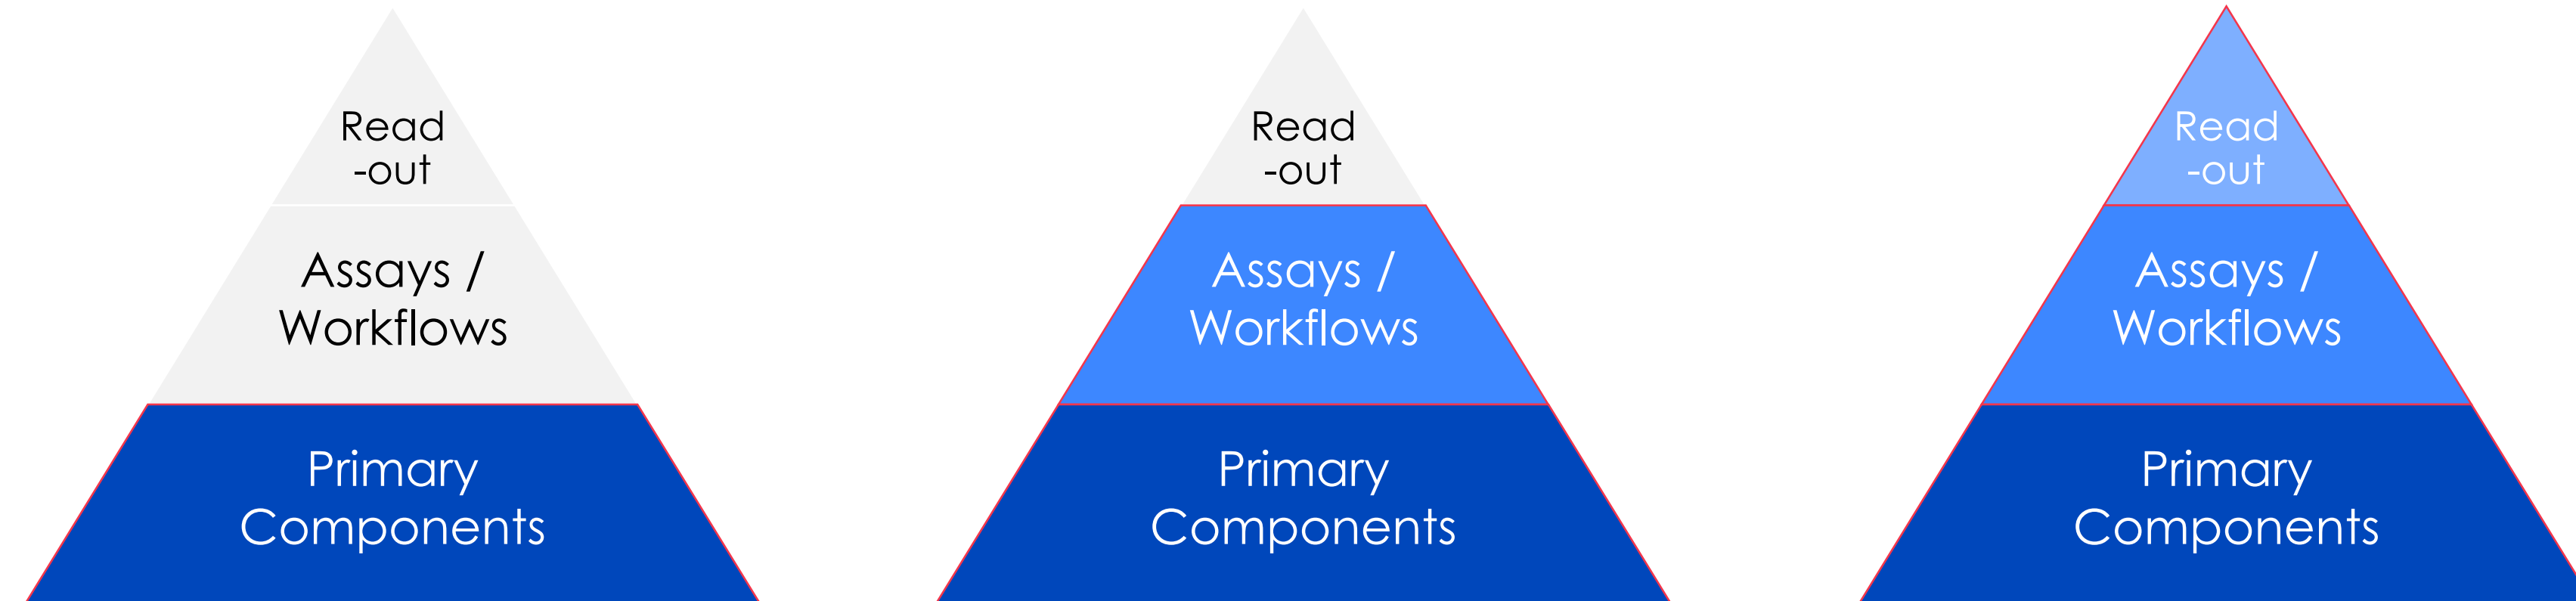 Read
-out
Assays /
Workflows
Primary
Components
Read
-out
Assays /
Workflows
Primary
Components
Read
-out
Assays /
Workflows
Primary
Components